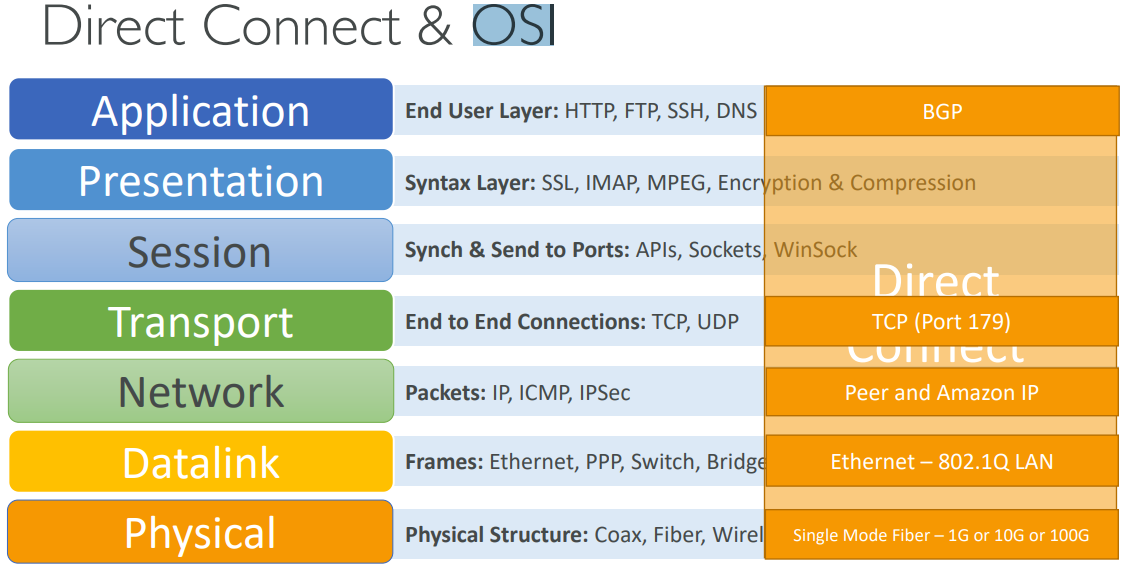 Direct Connect & OSI
Application
End User Layer: HTTP, FTP, SSH, DNS
BGP
Presentation
Syntax Layer: SSL, IMAP, MPEG, Encryption & Compression
Session
Synch & Send to Ports: APIs, Sockets, WinSock
Direct
Transport
End to End Connections: TCP, UDP
TCP (Port 179)
Connect
Network
Packets: IP, ICMP, IPSec
Peer and Amazon IP
Datalink
Frames: Ethernet, PPP, Switch, Bridge
Ethernet – 802.1Q LAN
Physical
Physical Structure: Coax, Fiber, Wirel
Single Mode Fiber – 1G or 10G or 100G